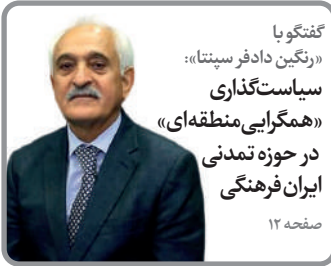 گفتگو با
«رنگین دادفر سپنتا»:
سیاست‌گذاری
«همگرایی منطقه‌ای»
در حوزه تمدنی
ایران فرهنگی
صفحه ۱۲